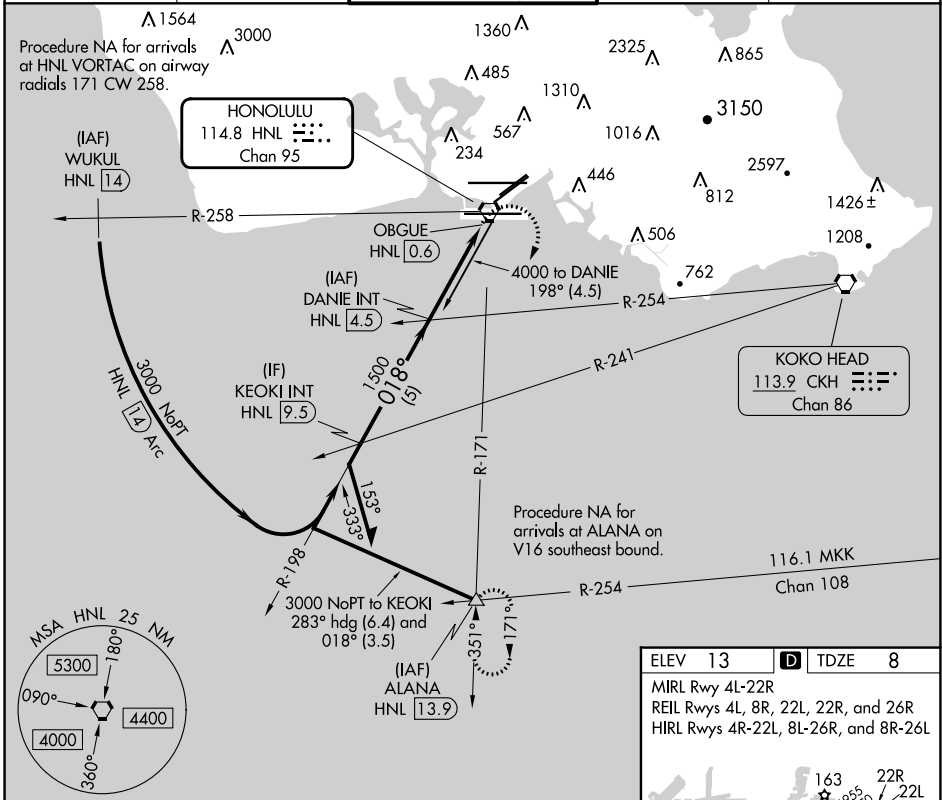 1564
3000
1360
2325
865
Procedure NA for arrivals
at HNL VORTAC on airway
radials 171 CW 258.
485
1310
3150
HONOLULU
114.8 HNL
Chan 95
567
234
1016
2597
446
812
1426 ±
1208
(IAF)
WUKUL
HNL 14
R-258
OBGUE
HNL 0.6
506
762
4000 to DANIE
198° (4.5)
R-254
(IAF)
DANIE INT
HNL 4.5
R-241
KOKO HEAD
113.9 CKH
Chan 86
1500
018°
(5)
(IF)
KEOKI INT
HNL 9.5
3000 NoPT
HNL 14 Arc
R-171
153°
333°
Procedure NA for
arrivals at ALANA on
V16 southeast bound.
R-198
116.1 MKK
Chan 108
R-254
3000 NoPT to KEOKI
283° hdg (6.4) and
018° (3.5)
351°
171°
(IAF)
ALANA
HNL 13.9
MSA HNL 25 NM
180°
5300
090°
4400
4000
360°
ELEV 13 D TDZE 8
MIRL Rwy 4L-22R
REIL Rwys 4L, 8R, 22L, 22R, and 26R
HIRL Rwys 4R-22L, 8L-26R, and 8R-26L
163
22R
22L